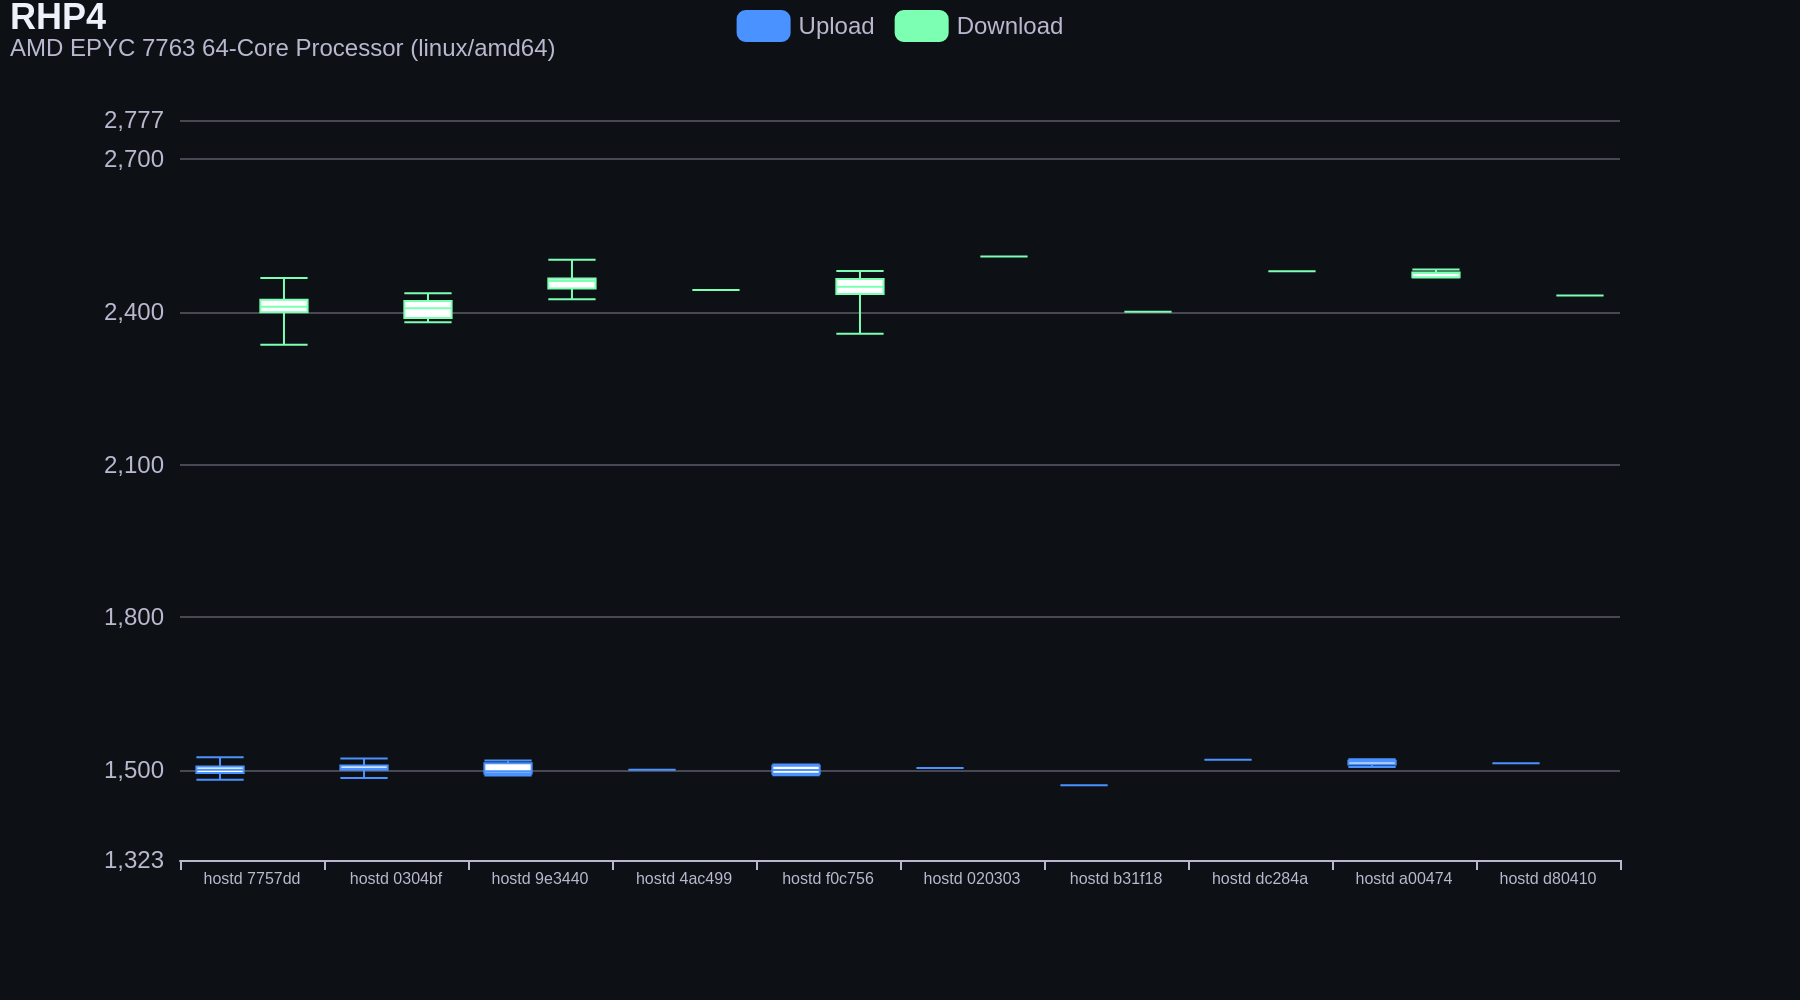 RHP4
AMD EPYC 7763 64-Core Processor (linux/amd64)
Upload
Download
2,777
2,700
2,400
2,100
1,800
1,500
1,323
hostd 7757dd
hostd 0304bf
hostd 9e3440
hostd 4ac499
hostd f0c756
hostd 020303
hostd b31f18
hostd dc284a
hostd a00474
hostd d80410